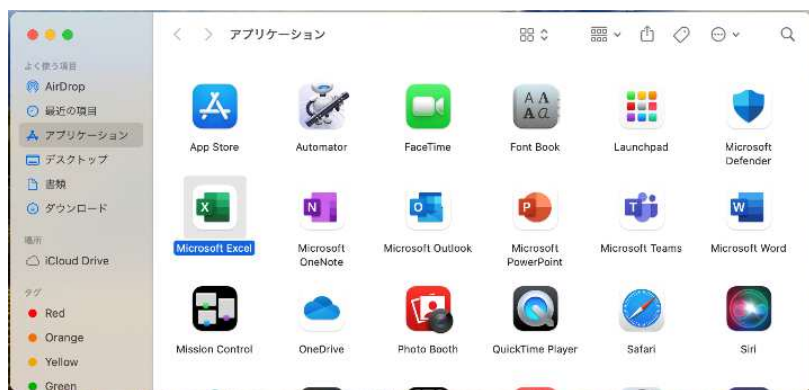 アプリケーション
よく使う項目
AirDrop
最近の項目
アプリケーション
デスクトップ
書類
ダウンロード
場所
iCloud Drive
タグ
Red
Orange
Yellow
Green
App Store
Automator
FaceTime
Font Book
Launchpad
Microsoft
Defender
Microsoft Excel
Microsoft
OneNote
Microsoft Outlook
Microsoft
PowerPoint
Microsoft Teams
Microsoft Word
Mission Control
OneDrive
Photo Booth
QuickTime Player
Safari
Siri